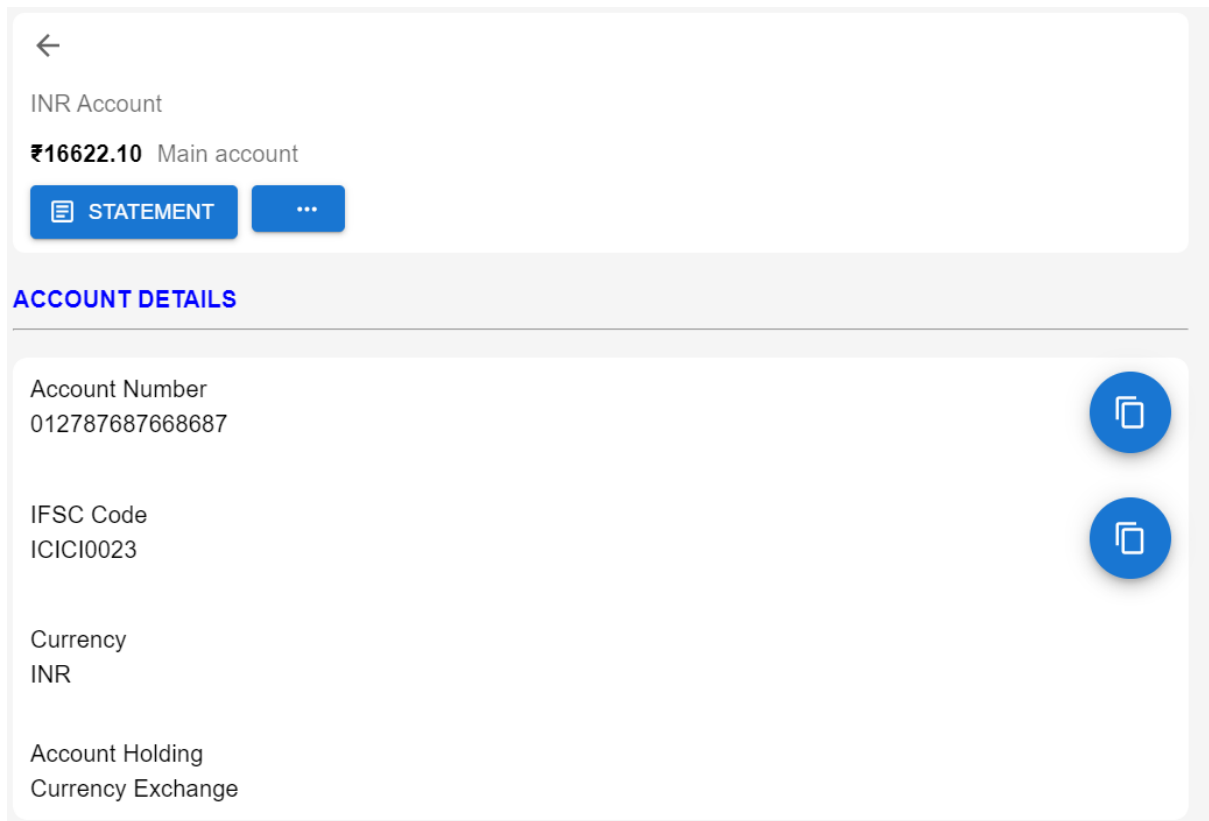 INR Account
₹16622.10 Main account
STATEMENT ...
ACCOUNT DETAILS
Account Number
012787687668687
IFSC Code
ICICI0023
Currency
INR
Account Holding
Currency Exchange